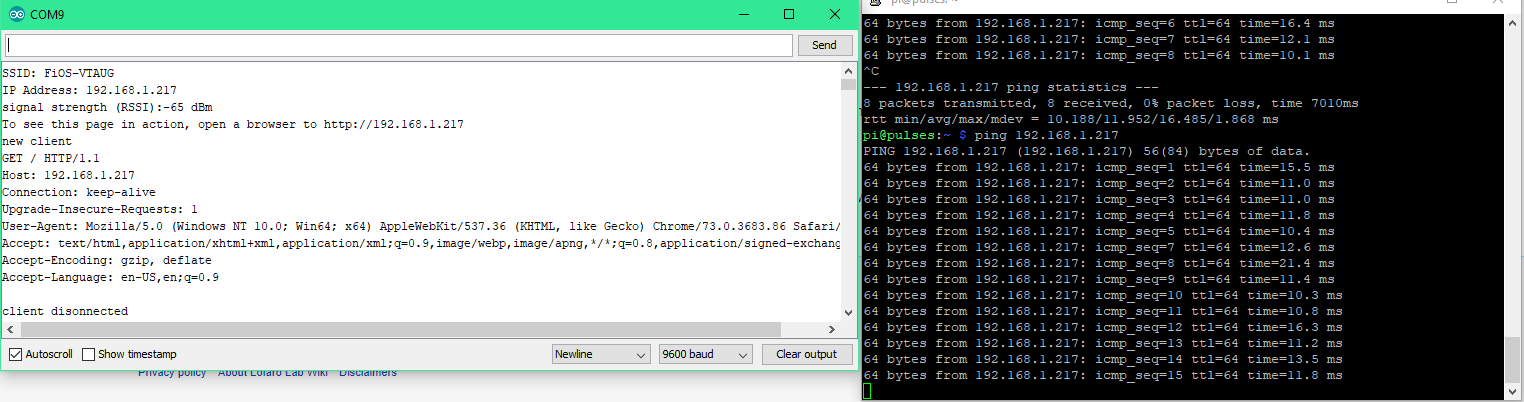 COM9
Send
SSID: FiOS-VTAUG
IP Address: 192.168.1.217
signal strength (RSSI):-65 dBm
To see this page in action, open a browser to http://192.168.1.217
new client
GET / HTTP/1.1
Host: 192.168.1.217
Connection: keep-alive
Upgrade-Insecure-Requests: 1
User-Agent: Mozilla/5.0 (Windows NT 10.0; Win64; x64) AppleWebKit/537.36 (KHTML, like Gecko) Chrome/73.0.3683.86 Safari/
Accept: text/html,application/xhtml+xml,application/xml;q=0.9,image/webp,image/apng,*/*;q=0.8,application/signed-exchang
Accept-Encoding: gzip, deflate
Accept-Language: en-US,en;q=0.9
client disonnected
Autoscroll Show timestamp Newline 9600 baud Clear output
Privacy policy About Lofaro Lab Wiki Disclaimers
pi@pulses: ~
64 bytes from 192.168.1.217: icmp_seq=6 ttl=64 time=16.4 ms
64 bytes from 192.168.1.217: icmp_seq=7 ttl=64 time=12.1 ms
64 bytes from 192.168.1.217: icmp_seq=8 ttl=64 time=10.1 ms
^C
--- 192.168.1.217 ping statistics ---
8 packets transmitted, 8 received, 0% packet loss, time 7010ms
rtt min/avg/max/mdev = 10.188/11.952/16.485/1.868 ms
pi@pulses:~ $ ping 192.168.1.217
PING 192.168.1.217 (192.168.1.217) 56(84) bytes of data.
64 bytes from 192.168.1.217: icmp_seq=1 ttl=64 time=15.5 ms
64 bytes from 192.168.1.217: icmp_seq=2 ttl=64 time=11.0 ms
64 bytes from 192.168.1.217: icmp_seq=3 ttl=64 time=11.0 ms
64 bytes from 192.168.1.217: icmp_seq=4 ttl=64 time=11.8 ms
64 bytes from 192.168.1.217: icmp_seq=5 ttl=64 time=10.4 ms
64 bytes from 192.168.1.217: icmp_seq=7 ttl=64 time=12.6 ms
64 bytes from 192.168.1.217: icmp_seq=8 ttl=64 time=21.4 ms
64 bytes from 192.168.1.217: icmp_seq=9 ttl=64 time=11.4 ms
64 bytes from 192.168.1.217: icmp_seq=10 ttl=64 time=10.3 ms
64 bytes from 192.168.1.217: icmp_seq=11 ttl=64 time=10.8 ms
64 bytes from 192.168.1.217: icmp_seq=12 ttl=64 time=16.3 ms
64 bytes from 192.168.1.217: icmp_seq=13 ttl=64 time=11.2 ms
64 bytes from 192.168.1.217: icmp_seq=14 ttl=64 time=13.5 ms
64 bytes from 192.168.1.217: icmp_seq=15 ttl=64 time=11.8 ms